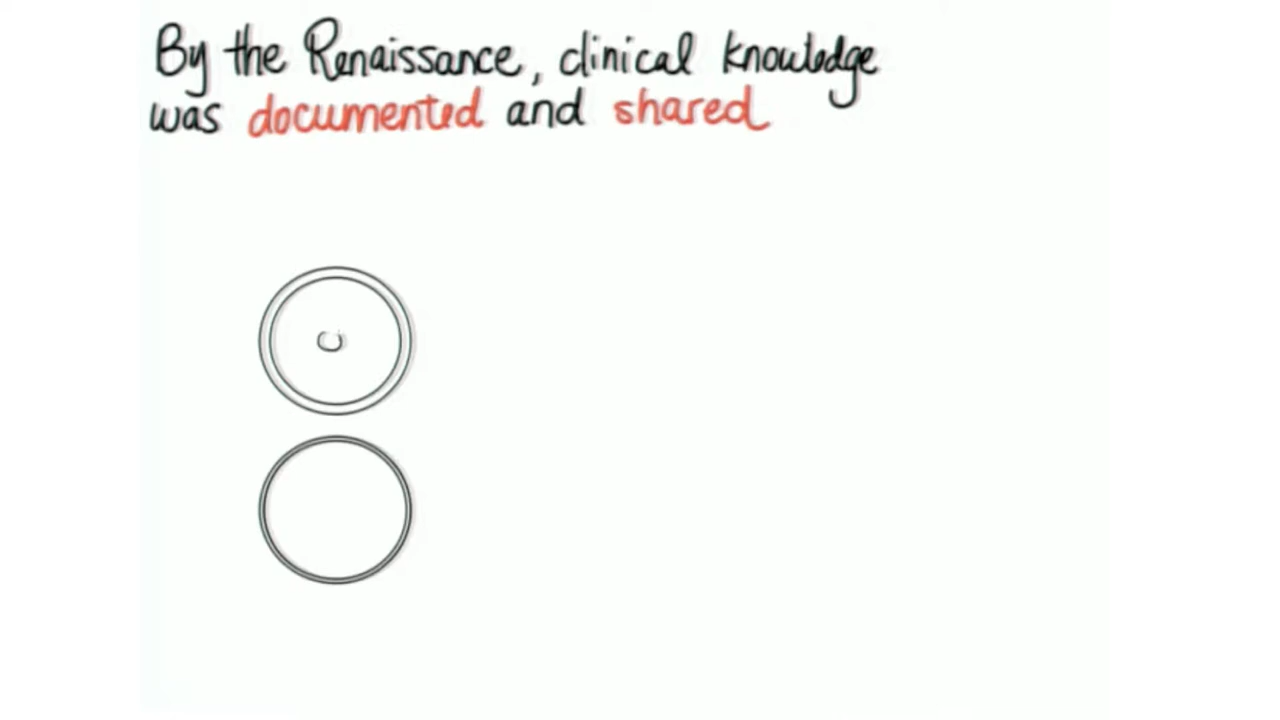 By the Renaissance, clinical knowledge
was documented and shared